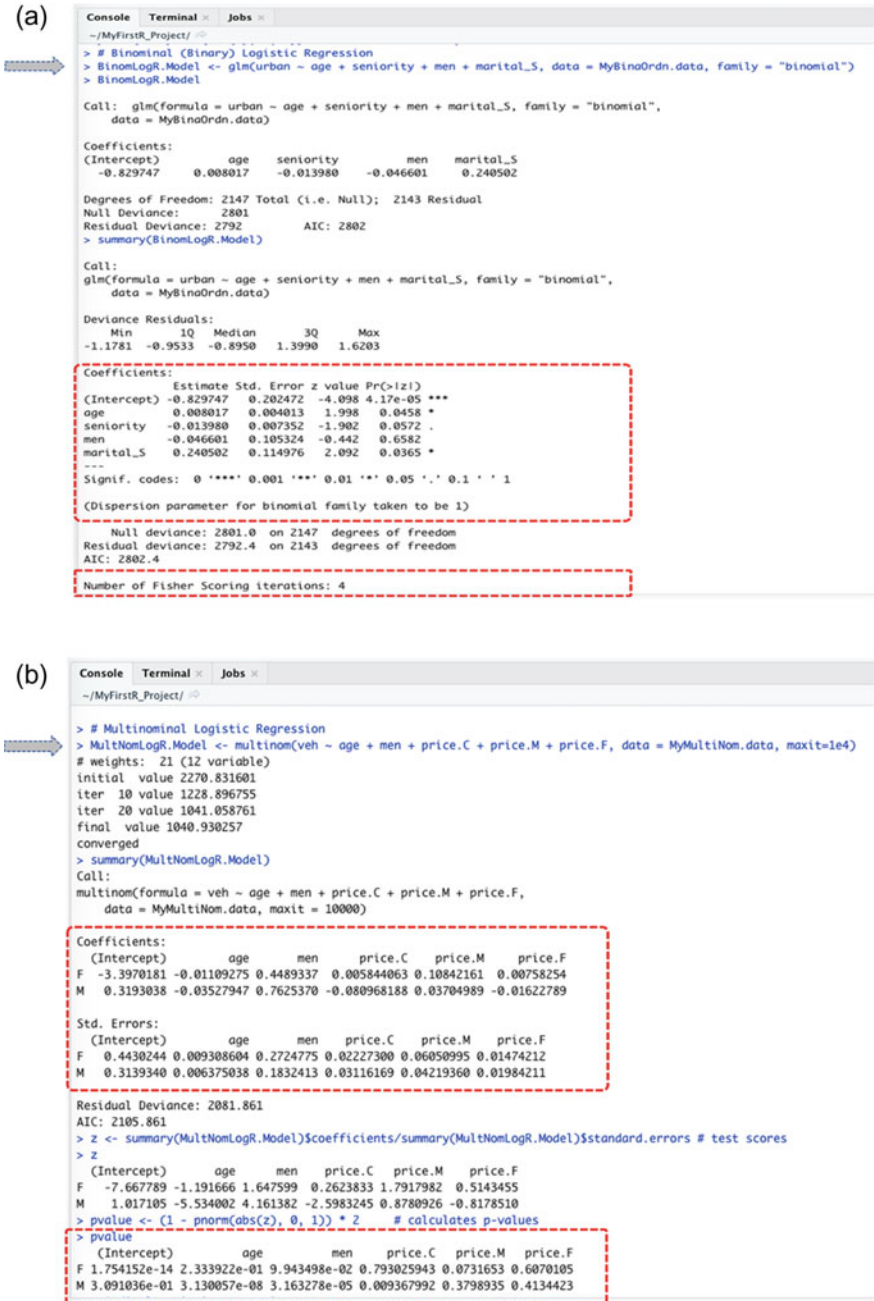 (a)
Console Terminal × Jobs ×
~/MyFirstR_Project/
> # Binominal (Binary) Logistic Regression
> BinomLogR.Model <- glm(urban ~ age + seniority + men + marital_S, data = MyBinaOrdn.data, family = "binomial")
> BinomLogR.Model
Call:  glm(formula = urban ~ age + seniority + men + marital_S, family = "binomial",
    data = MyBinaOrdn.data)
Coefficients:
(Intercept)          age    seniority          men    marital_S
  -0.829747     0.008017    -0.013980    -0.046601     0.240502
Degrees of Freedom: 2147 Total (i.e. Null);  2143 Residual
Null Deviance:      2801
Residual Deviance: 2792        AIC: 2802
> summary(BinomLogR.Model)
Call:
glm(formula = urban ~ age + seniority + men + marital_S, family = "binomial",
    data = MyBinaOrdn.data)
Deviance Residuals:
    Min       1Q   Median       3Q      Max
-1.1781  -0.9533  -0.8950   1.3990   1.6203
Coefficients:
            Estimate Std. Error z value Pr(>|z|)
(Intercept) -0.829747   0.202472  -4.098 4.17e-05 ***
age          0.008017   0.004013   1.998   0.0458 *
seniority   -0.013980   0.007352  -1.902   0.0572 .
men         -0.046601   0.105324  -0.442   0.6582
marital_S    0.240502   0.114976   2.092   0.0365 *
---
Signif. codes:  0 '***' 0.001 '**' 0.01 '*' 0.05 '.' 0.1 ' ' 1
(Dispersion parameter for binomial family taken to be 1)
    Null deviance: 2801.0  on 2147  degrees of freedom
Residual deviance: 2792.4  on 2143  degrees of freedom
AIC: 2802.4
Number of Fisher Scoring iterations: 4
(b)
Console Terminal × Jobs ×
~/MyFirstR_Project/
> # Multinominal Logistic Regression
> MultNomLogR.Model <- multinom(veh ~ age + men + price.C + price.M + price.F, data = MyMultiNom.data, maxit=1e4)
# weights:  21 (12 variable)
initial  value 2270.831601
iter  10 value 1228.896755
iter  20 value 1041.058761
final  value 1040.930257
converged
> summary(MultNomLogR.Model)
Call:
multinom(formula = veh ~ age + men + price.C + price.M + price.F,
    data = MyMultiNom.data, maxit = 10000)
Coefficients:
  (Intercept)         age       men      price.C    price.M     price.F
F  -3.3970181 -0.01109275 0.4489337  0.005844063 0.10842161  0.00758254
M   0.3193038 -0.03527947 0.7625370 -0.080968188 0.03704989 -0.01622789
Std. Errors:
  (Intercept)         age       men    price.C    price.M    price.F
F   0.4430244 0.009308604 0.2724775 0.02227300 0.06050995 0.01474212
M   0.3139340 0.006375038 0.1832413 0.03116169 0.04219360 0.01984211
Residual Deviance: 2081.861
AIC: 2105.861
> z <- summary(MultNomLogR.Model)$coefficients/summary(MultNomLogR.Model)$standard.errors # test scores
> z
  (Intercept)       age      men    price.C   price.M    price.F
F   -7.667789 -1.191666 1.647599  0.2623833 1.7917982  0.5143455
M    1.017105 -5.534002 4.161382 -2.5983245 0.8780926 -0.8178510
> pvalue <- (1 - pnorm(abs(z), 0, 1)) * 2     # calculates p-values
> pvalue
   (Intercept)          age          men     price.C   price.M   price.F
F 1.754152e-14 2.333922e-01 9.943498e-02 0.793025943 0.0731653 0.6070105
M 3.091036e-01 3.130057e-08 3.163278e-05 0.009367992 0.3798935 0.4134423